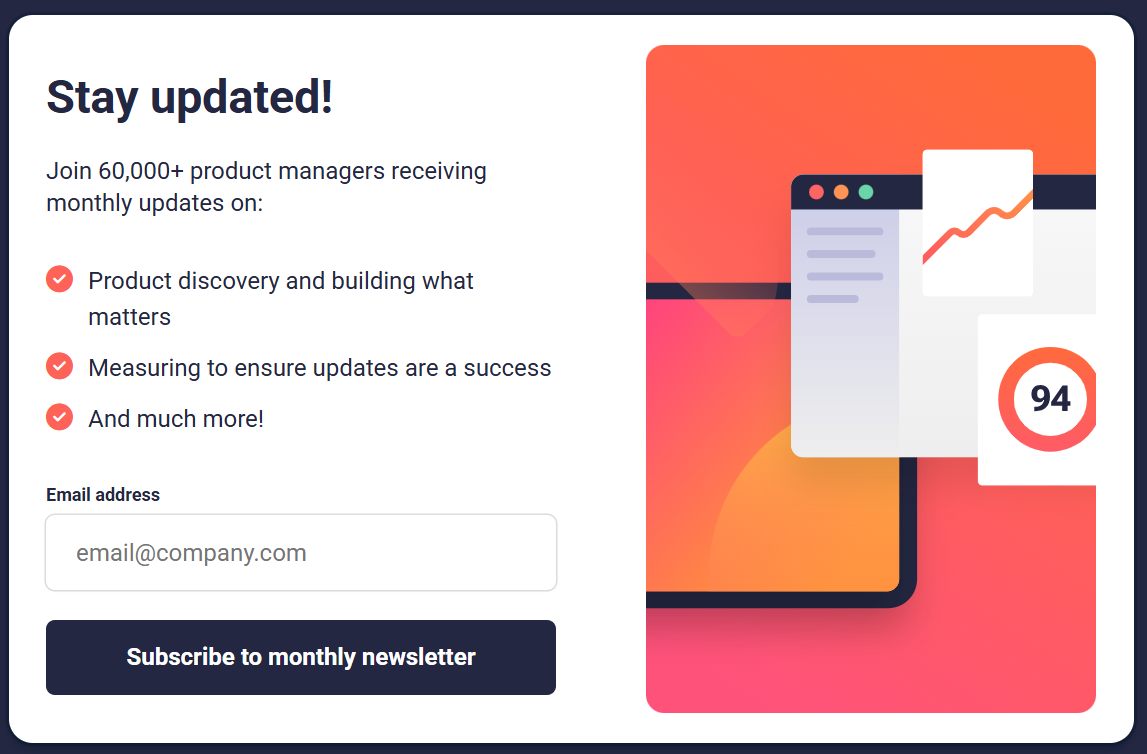 Stay updated!
Join 60,000+ product managers receiving
monthly updates on:
Product discovery and building what
matters
Measuring to ensure updates are a success
And much more!
Email address
email@company.com
Subscribe to monthly newsletter
94